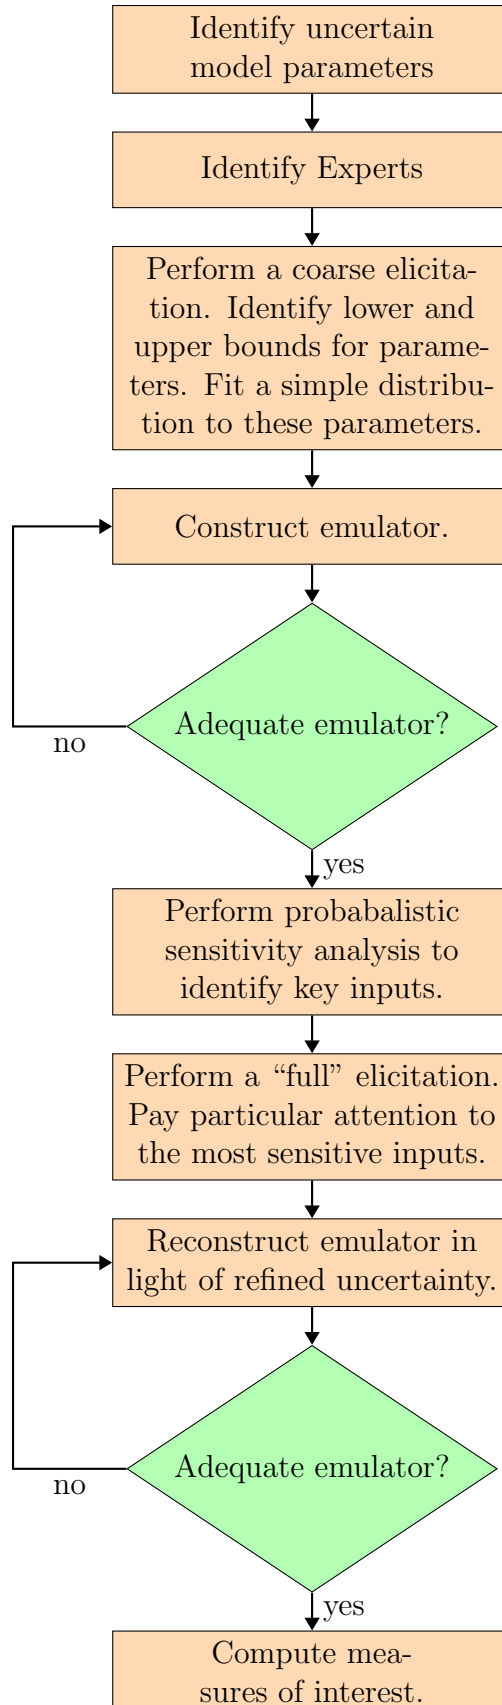 Identify uncertain
model parameters
Identify Experts
Perform a coarse elicita-
tion. Identify lower and
upper bounds for parame-
ters. Fit a simple distribu-
tion to these parameters.
Construct emulator.
Adequate emulator?
no
yes
Perform probabalistic
sensitivity analysis to
identify key inputs.
Perform a “full” elicitation.
Pay particular attention to
the most sensitive inputs.
Reconstruct emulator in
light of refined uncertainty.
Adequate emulator?
no
yes
Compute mea-
sures of interest.